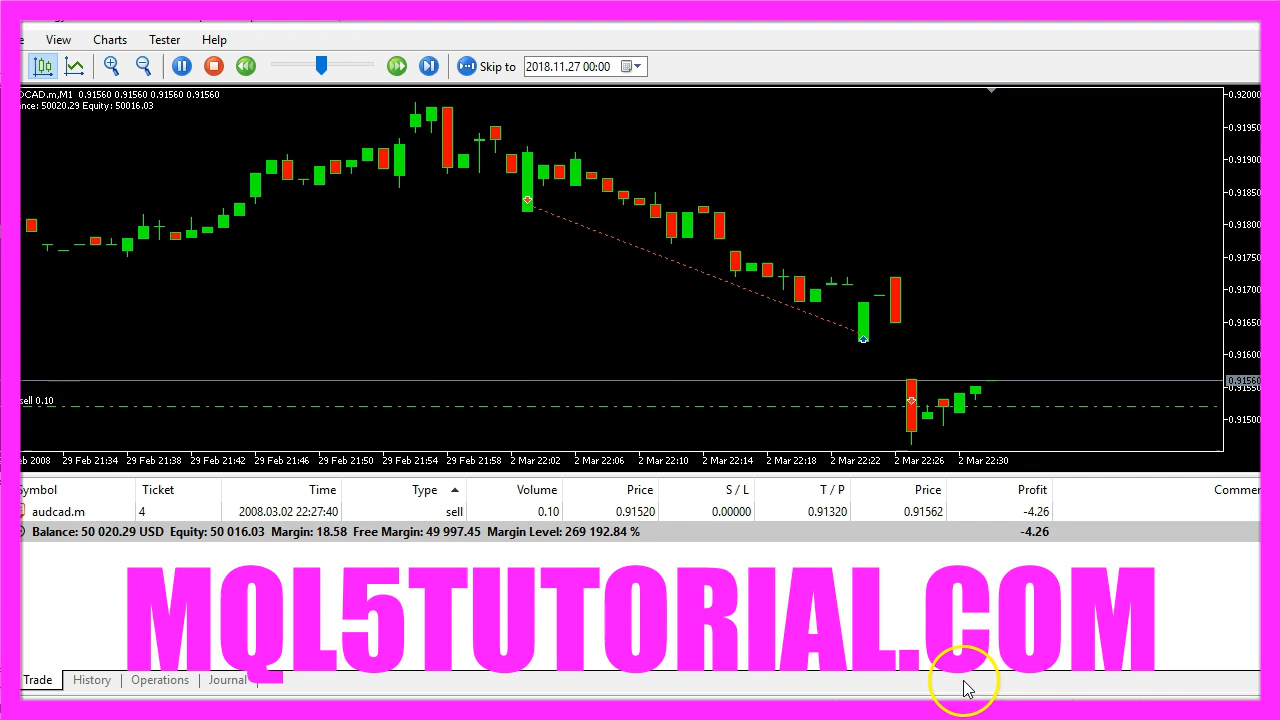 View Charts Tester Help
Skip to 2018.11.27 00:00
DCAD.m,M1 0.91560 0.91560 0.91560 0.91560
nce: 50020.29 Equity: 50016.03
0.92000
0.91950
0.91900
0.91850
0.91800
0.91750
0.91700
0.91650
0.91600
0.91560
0.91550
sell 0.10
0.91500
eb 2008 29 Feb 21:34 29 Feb 21:38 29 Feb 21:42 29 Feb 21:46 29 Feb 21:50 29 Feb 21:54 29 Feb 21:58 2 Mar 22:02 2 Mar 22:06 2 Mar 22:10 2 Mar 22:14 2 Mar 22:18 2 Mar 22:22 2 Mar 22:26 2 Mar 22:30
Symbol Ticket Time Type Volume Price S / L T / P Price Profit Commer
audcad.m 4 2008.03.02 22:27:40 sell 0.10 0.91520 0.00000 0.91320 0.91562 -4.26
Balance: 50 020.29 USD Equity: 50 016.03 Margin: 18.58 Free Margin: 49 997.45 Margin Level: 269 192.84 % -4.26
MQL5TUTORIAL.COM
Trade History Operations Journal